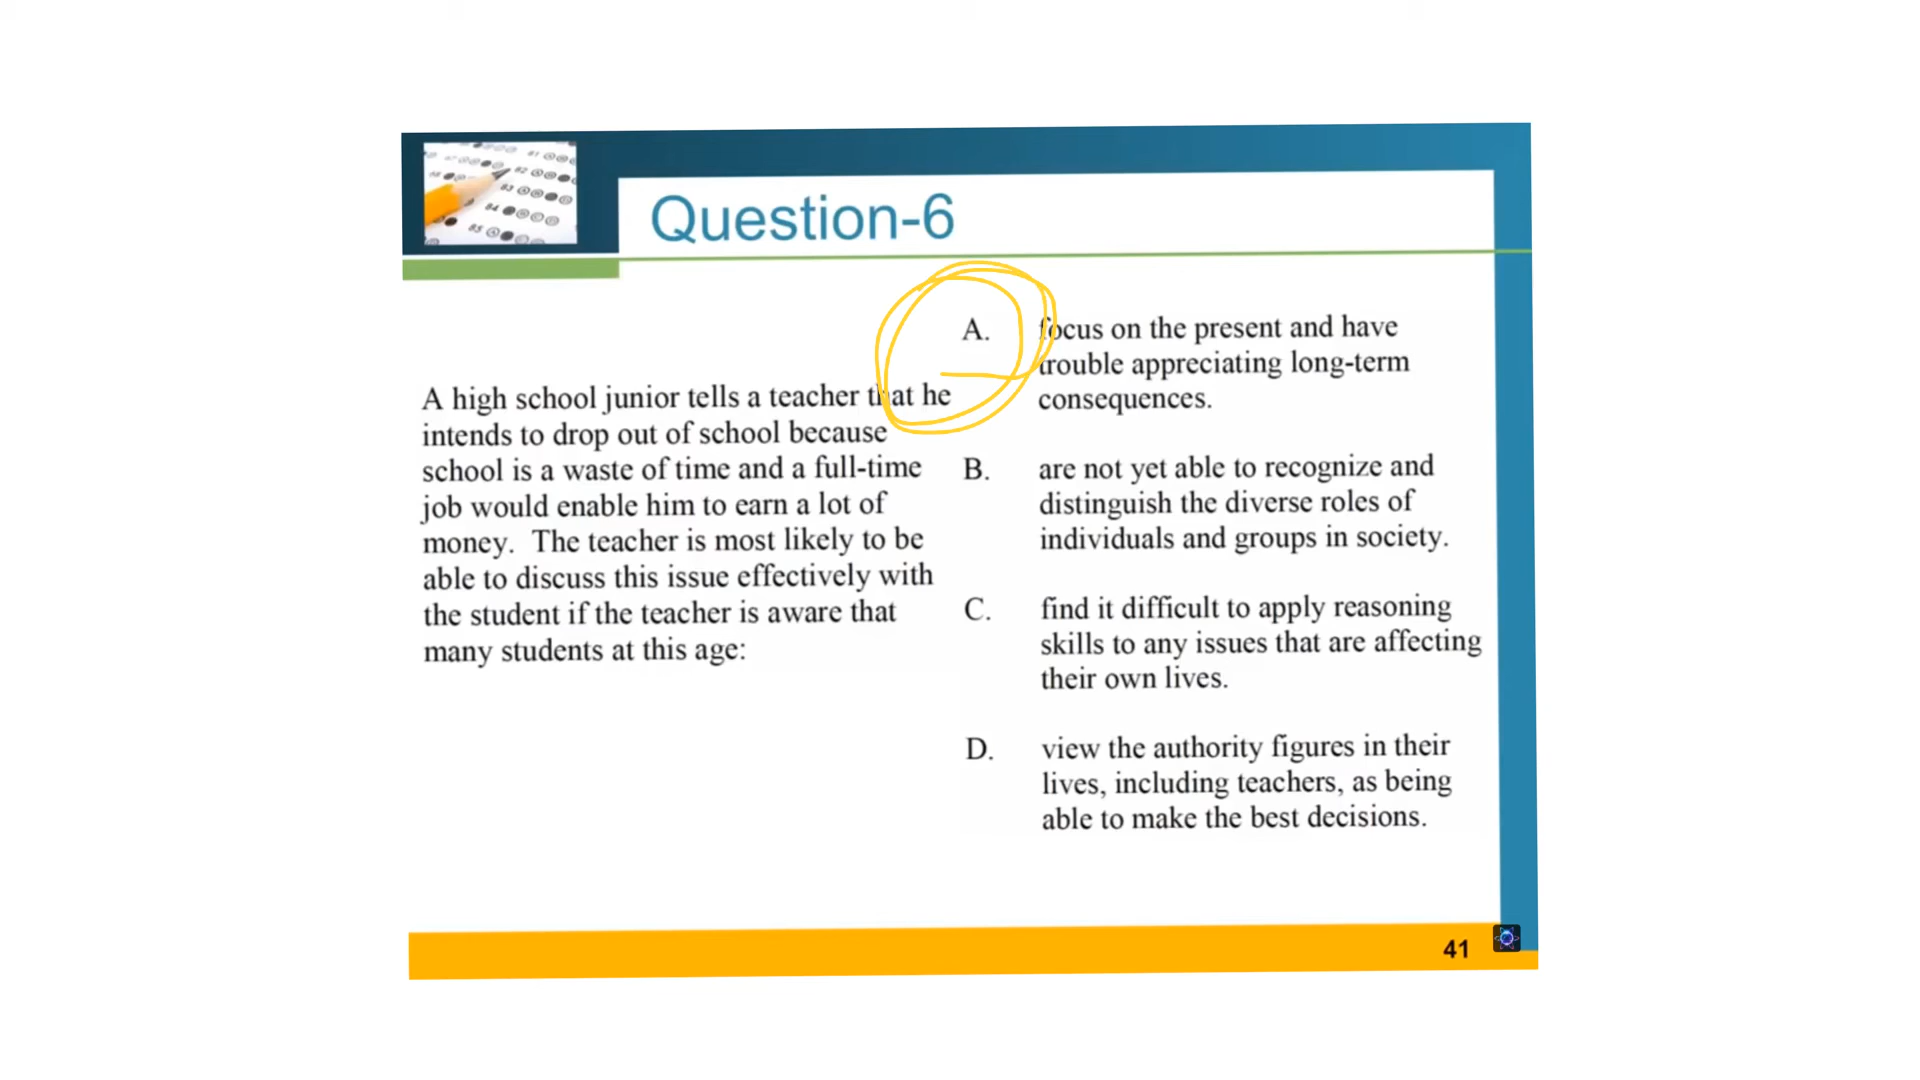 Question-6
A high school junior tells a teacher that he
intends to drop out of school because
school is a waste of time and a full-time
job would enable him to earn a lot of
money. The teacher is most likely to be
able to discuss this issue effectively with
the student if the teacher is aware that
many students at this age:
A. focus on the present and have
trouble appreciating long-term
consequences.
B. are not yet able to recognize and
distinguish the diverse roles of
individuals and groups in society.
C. find it difficult to apply reasoning
skills to any issues that are affecting
their own lives.
D. view the authority figures in their
lives, including teachers, as being
able to make the best decisions.
41